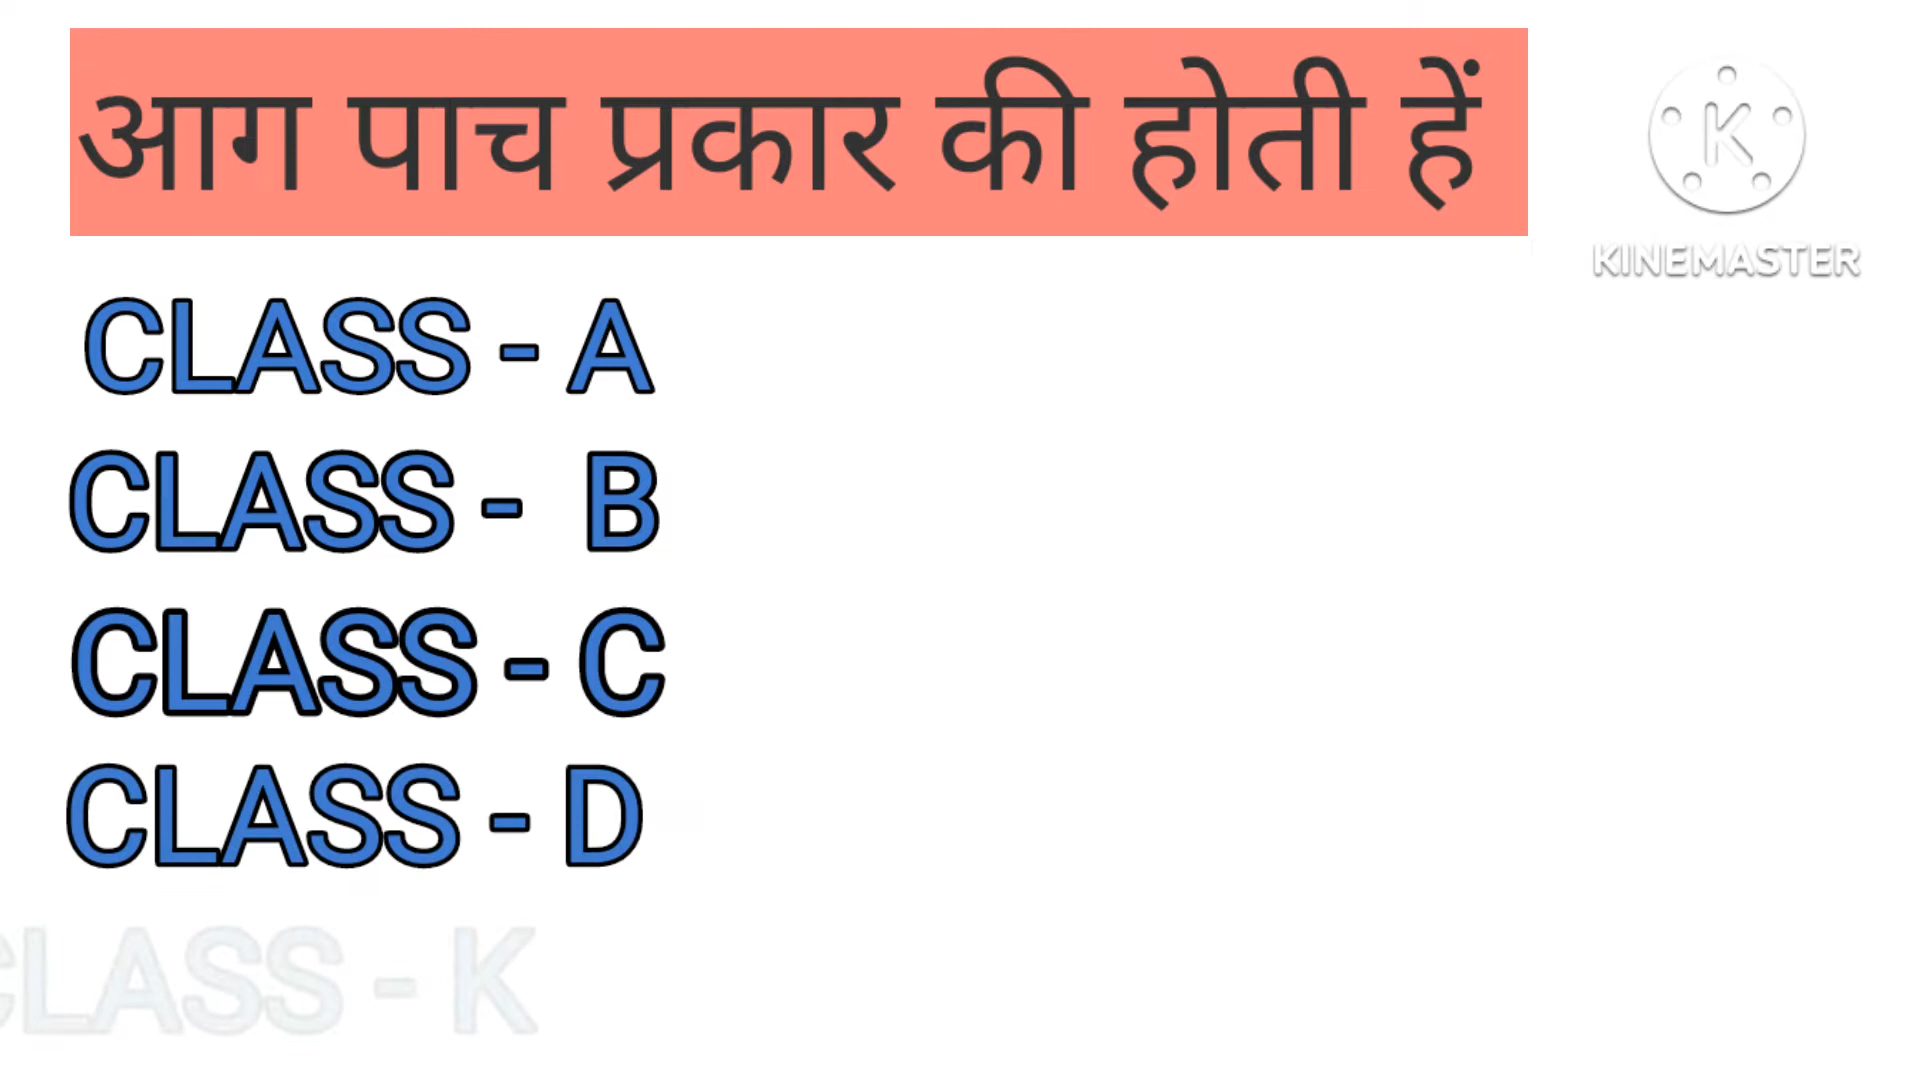 आग पाच प्रकार की होती हें
KINEMASTER
CLASS - A
CLASS - B
CLASS - C
CLASS - D
CLASS - K